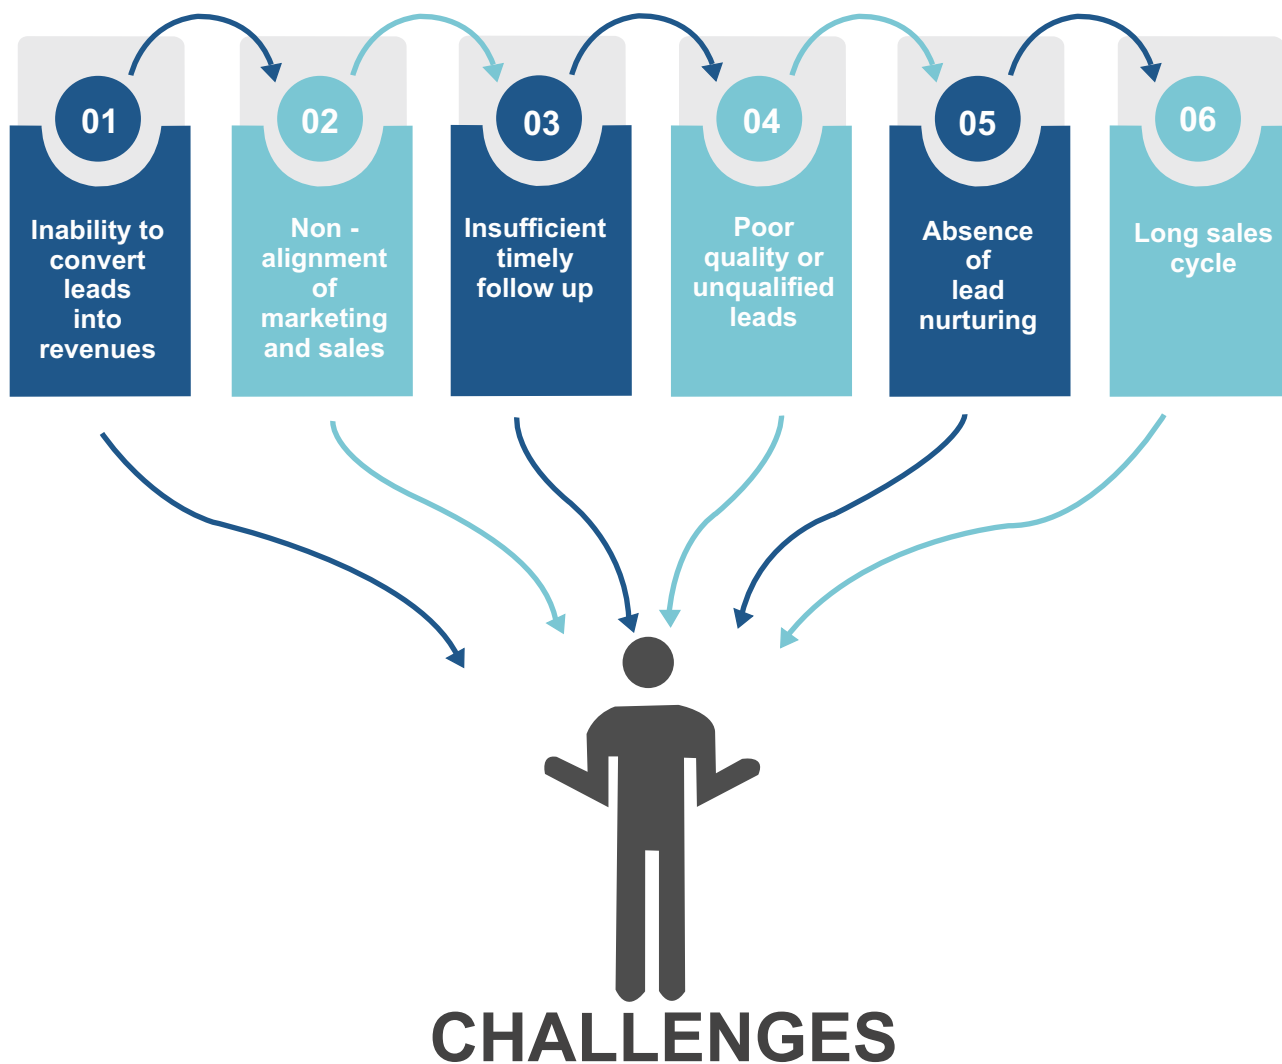 01
Inability to
convert
leads
into
revenues
02
Non -
alignment
of
marketing
and sales
03
Insufficient
timely
follow up
04
Poor
quality or
unqualified
leads
05
Absence
of
lead
nurturing
06
Long sales
cycle
CHALLENGES